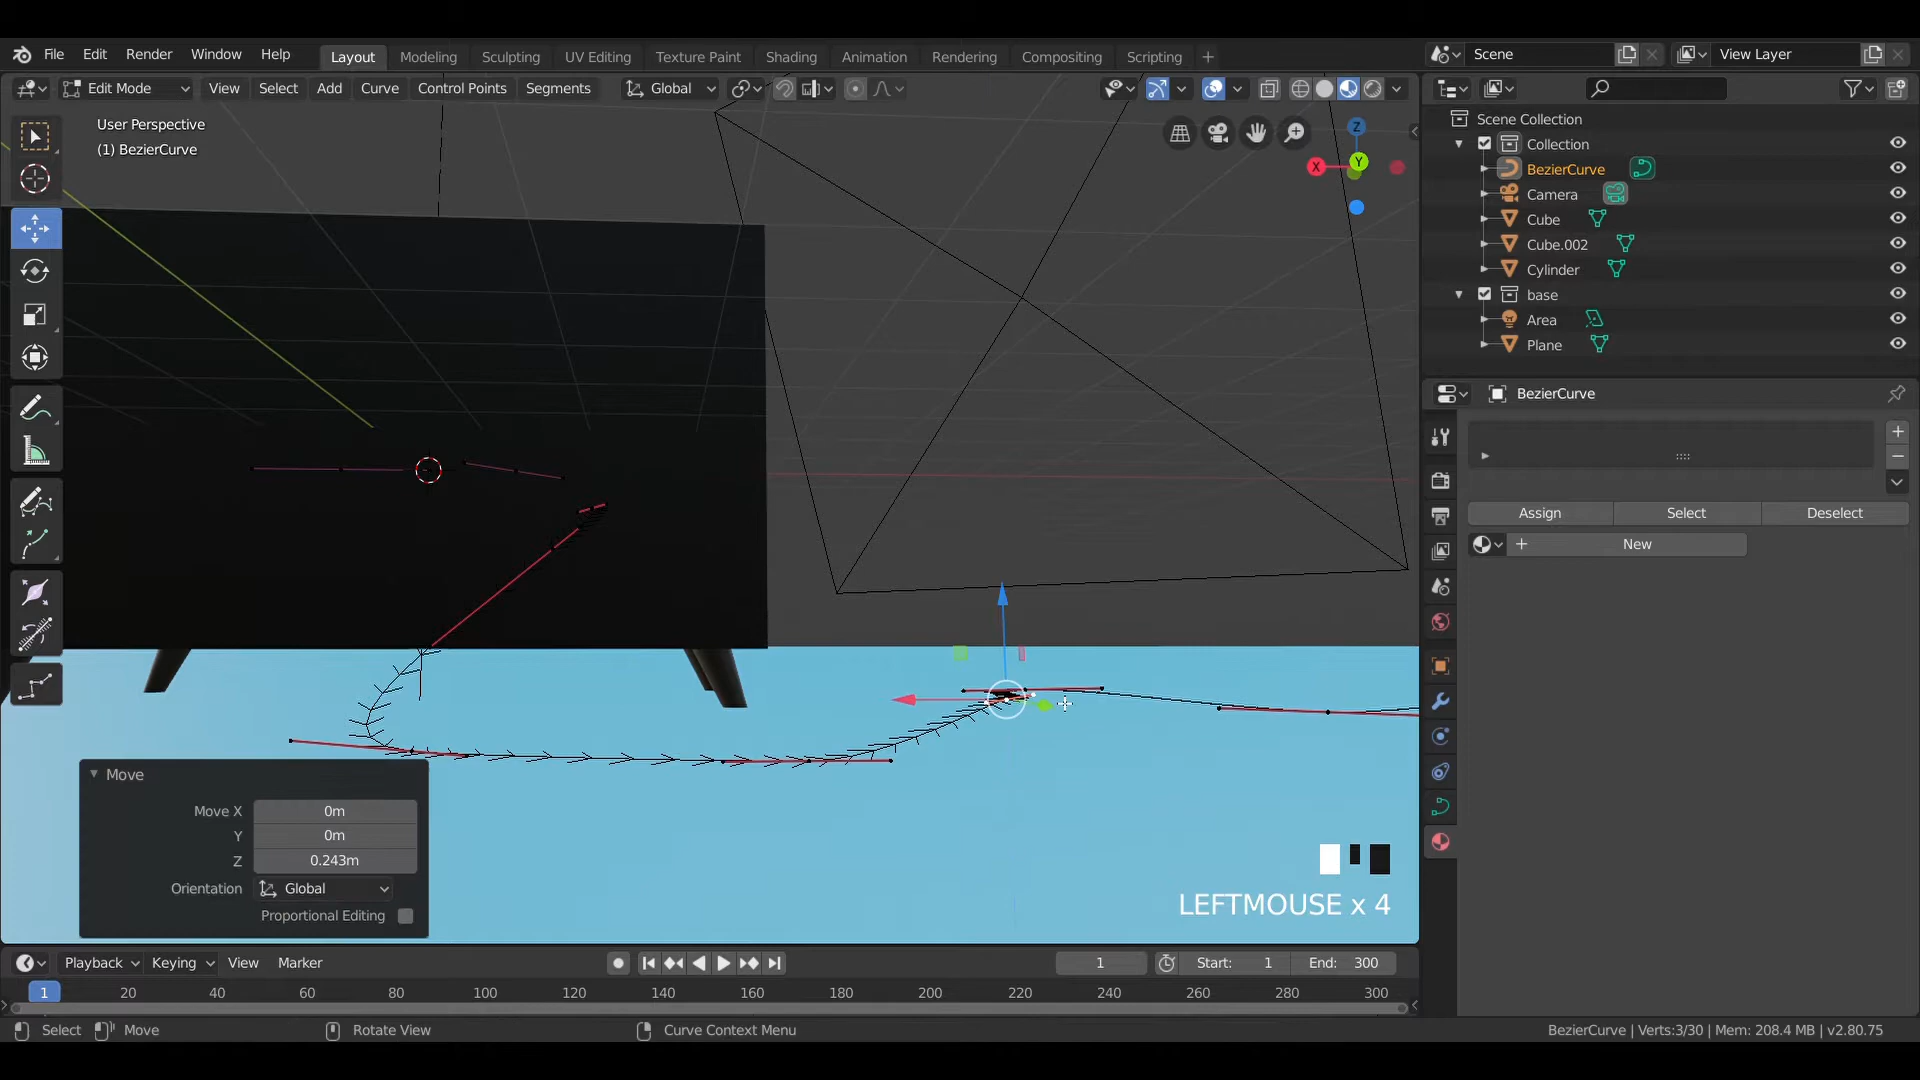 File Edit Render Window Help Layout Modeling Sculpting UV Editing Texture Paint Shading Animation Rendering Compositing Scripting + Scene View Layer
Edit Mode View Select Add Curve Control Points Segments Global
User Perspective
(1) BezierCurve
Z
X
Y
Scene Collection
Collection
BezierCurve
Camera
Cube
Cube.002
Cylinder
base
Area
Plane
BezierCurve
Assign Select Deselect
+ New
Move
Move X 0m
Y 0m
Z 0.243m
Orientation Global
Proportional Editing
LEFTMOUSE x 4
Playback Keying View Marker 1 Start: 1 End: 300
1 20 40 60 80 100 120 140 160 180 200 220 240 260 280 300
Select Move Rotate View Curve Context Menu BezierCurve | Verts:3/30 | Mem: 208.4 MB | v2.80.75